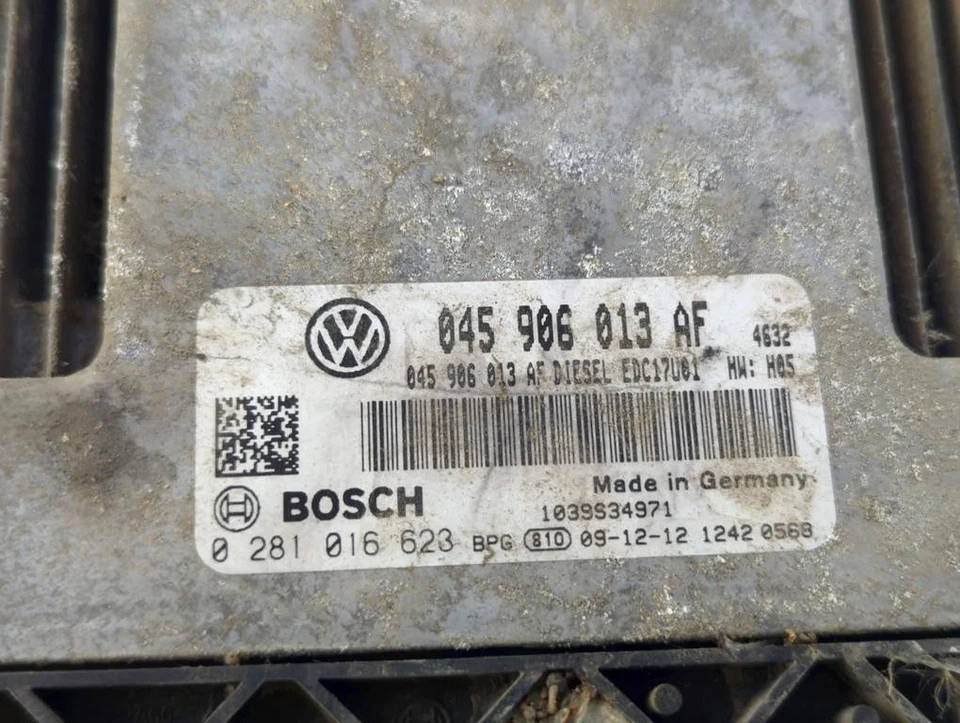 045 906 013 AF 4632
045 906 013 AF DIESEL EDC17U01 HW: H05
Made in Germany
BOSCH
1039S34971
0 281 016 623 BPG 810 09-12-12 1242 0568